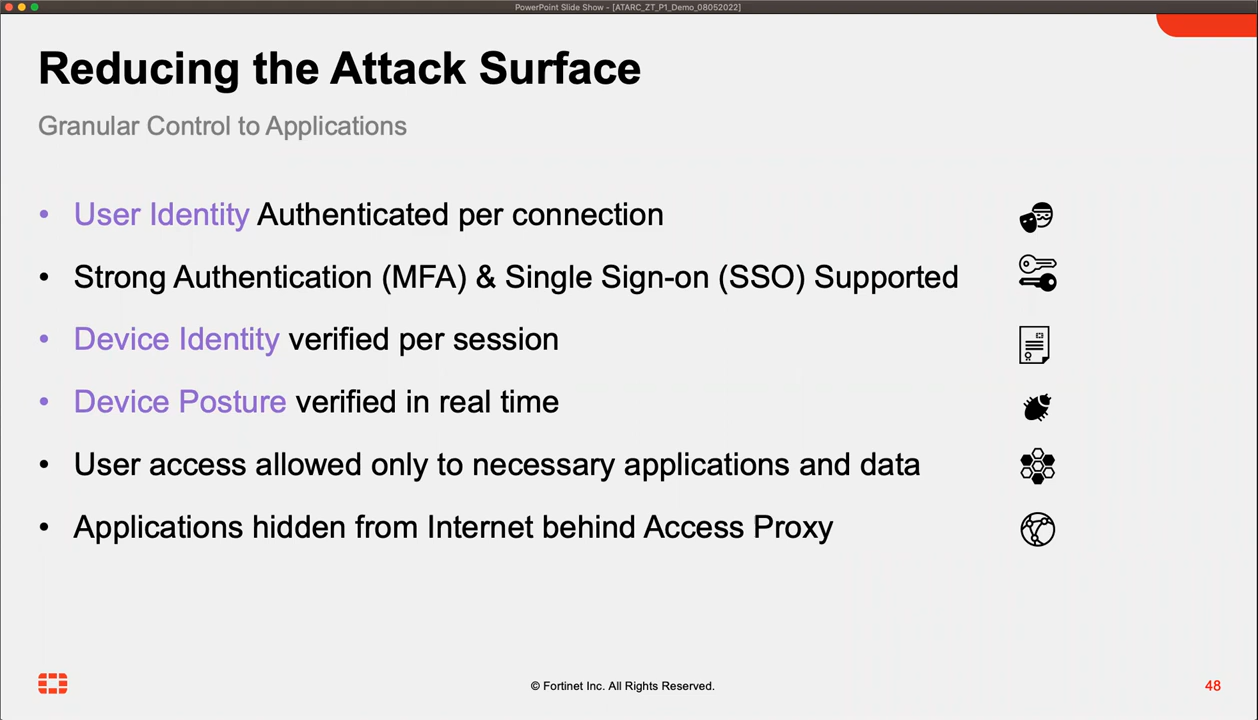 PowerPoint Slide Show - [ATARC_ZT_P1_Demo_08052022]
Reducing the Attack Surface
Granular Control to Applications
• User Identity Authenticated per connection
• Strong Authentication (MFA) & Single Sign-on (SSO) Supported
• Device Identity verified per session
• Device Posture verified in real time
• User access allowed only to necessary applications and data
• Applications hidden from Internet behind Access Proxy
© Fortinet Inc. All Rights Reserved.
48